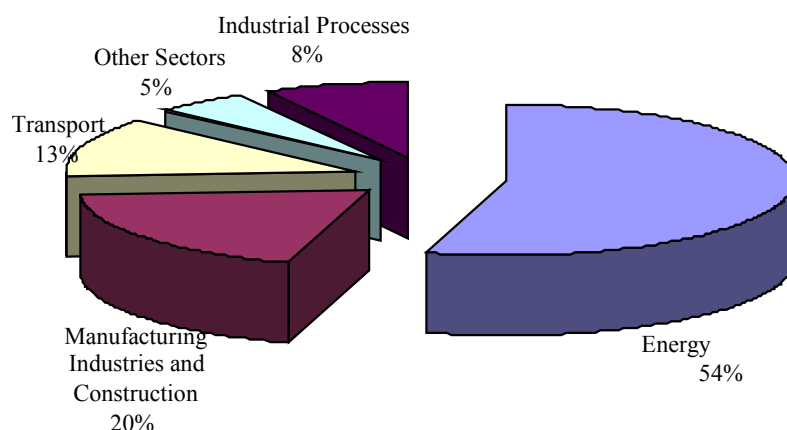 Industrial Processes
8%
Other Sectors
5%
Transport
13%
Manufacturing
Industries and
Construction
20%
Energy
54%